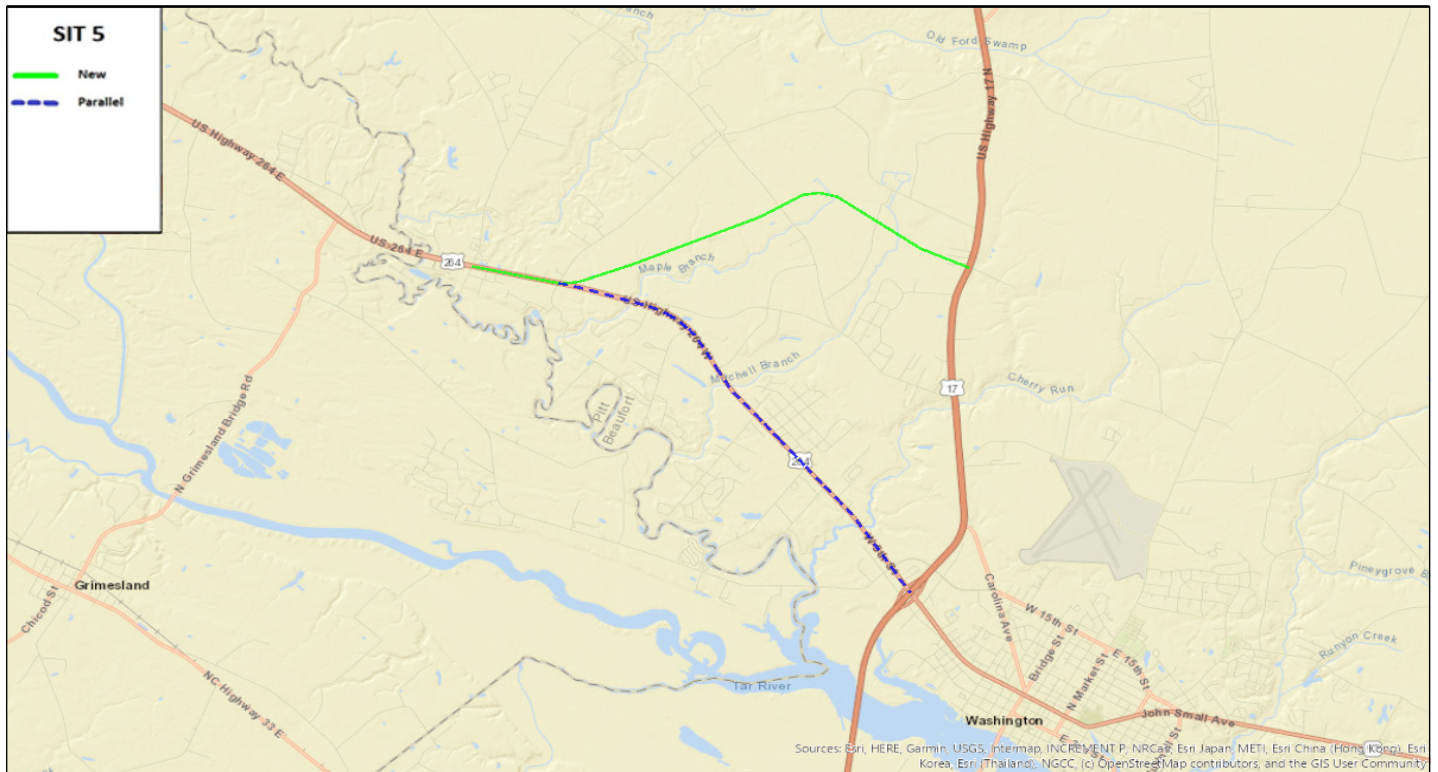 SIT 5
New
Parallel
Old Ford Swamp
US Highway 17 N
US Highway 264 E
US 264 E
264
Maple Branch
Mitchell Branch
Cherry Run
17
Pitt
Beaufort
N Grimesland Bridge Rd
Grimesland
Chicod St
NC Highway 33 E
Tar River
Carolina Ave
W 15th St
E 15th St
Bridge St
N Market St
Runyon Creek
Washington
John Small Ave
Sources: Esri, HERE, Garmin, USGS, Intermap, INCREMENT P, NRCan, Esri Japan, METI, Esri China (Hong Kong), Esri
Korea, Esri (Thailand), NGCC, (c) OpenStreetMap contributors, and the GIS User Community